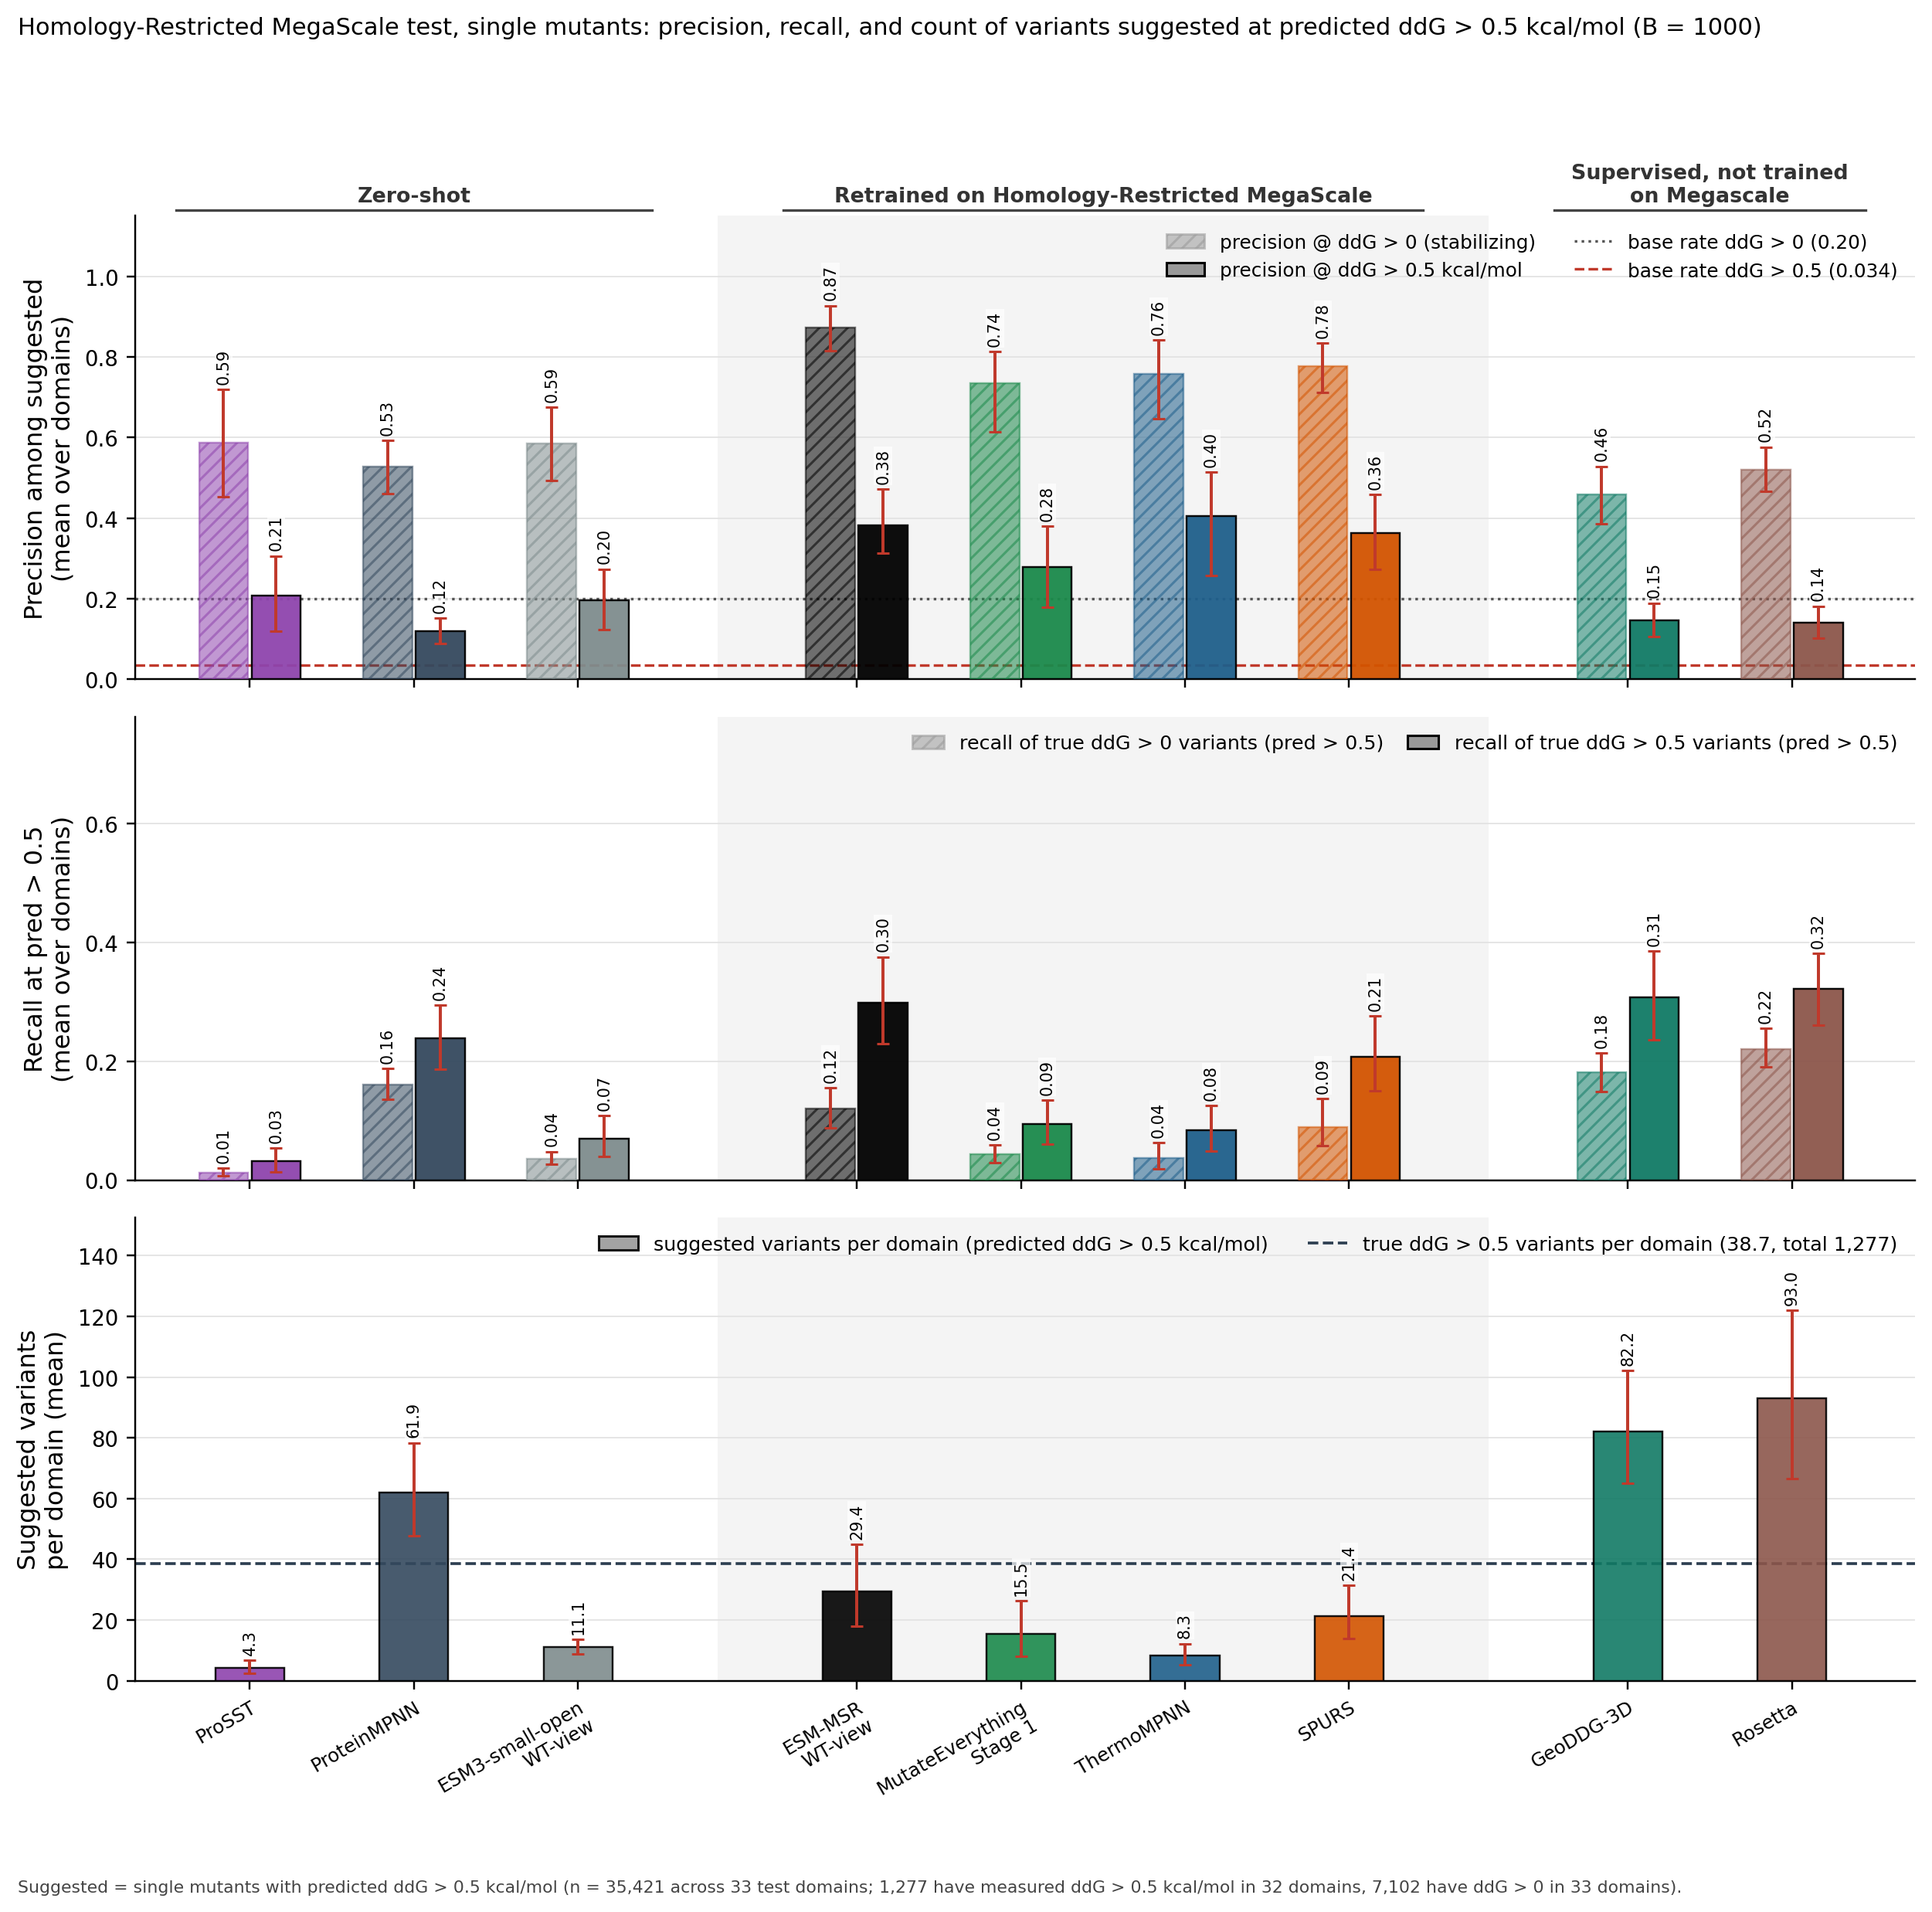 Homology-Restricted MegaScale test, single mutants: precision, recall, and count of variants suggested at predicted ddG > 0.5 kcal/mol (B = 1000)
Zero-shot
Retrained on Homology-Restricted MegaScale
Supervised, not trained
on Megascale
precision @ ddG > 0 (stabilizing)
precision @ ddG > 0.5 kcal/mol
base rate ddG > 0 (0.20)
base rate ddG > 0.5 (0.034)
Precision among suggested
(mean over domains)
1.0
0.8
0.6
0.4
0.2
0.0
0.59
0.21
0.53
0.12
0.59
0.20
0.87
0.38
0.74
0.28
0.76
0.40
0.78
0.36
0.46
0.15
0.52
0.14
recall of true ddG > 0 variants (pred > 0.5)
recall of true ddG > 0.5 variants (pred > 0.5)
Recall at pred > 0.5
(mean over domains)
0.6
0.4
0.2
0.0
0.01
0.03
0.16
0.24
0.04
0.07
0.12
0.30
0.04
0.09
0.04
0.08
0.09
0.21
0.18
0.31
0.22
0.32
suggested variants per domain (predicted ddG > 0.5 kcal/mol)
true ddG > 0.5 variants per domain (38.7, total 1,277)
Suggested variants
per domain (mean)
140
120
100
80
60
40
20
0
4.3
61.9
11.1
29.4
15.5
8.3
21.4
82.2
93.0
ProSST
ProteinMPNN
ESM3-small-open
WT-view
ESM-MSR
WT-view
MutateEverything
Stage 1
ThermoMPNN
SPURS
GeoDDG-3D
Rosetta
Suggested = single mutants with predicted ddG > 0.5 kcal/mol (n = 35,421 across 33 test domains; 1,277 have measured ddG > 0.5 kcal/mol in 32 domains, 7,102 have ddG > 0 in 33 domains).